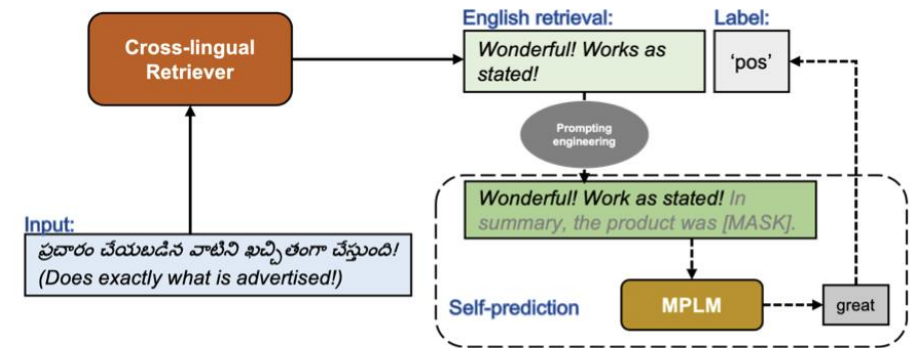 English retrieval:
Label:
Cross-lingual
Retriever
Wonderful! Works as
stated!
'pos'
Prompting
engineering
Wonderful! Work as stated! In
summary, the product was [MASK].
Input:
ప్రచారం చేయబడిన వాటిని ఖచ్చితంగా చేస్తుంది!
(Does exactly what is advertised!)
Self-prediction
MPLM
great